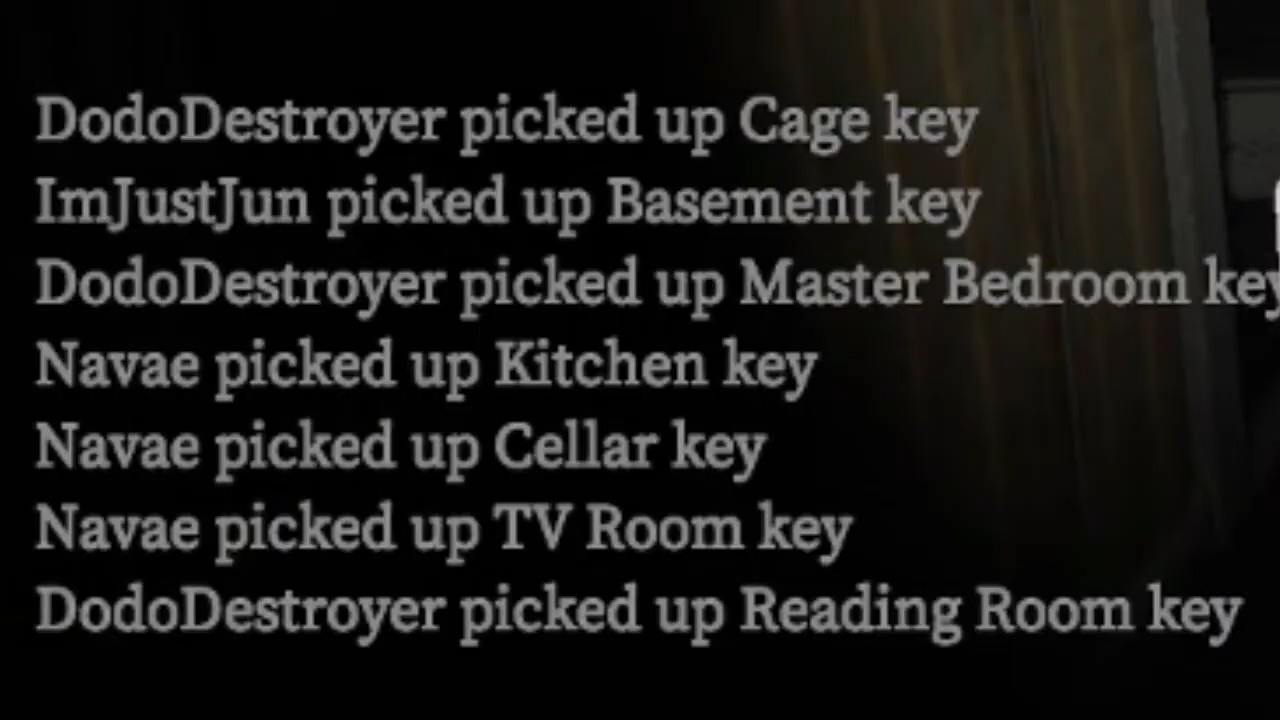 DodoDestroyer picked up Cage key
ImJustJun picked up Basement key
DodoDestroyer picked up Master Bedroom key
Navae picked up Kitchen key
Navae picked up Cellar key
Navae picked up TV Room key
DodoDestroyer picked up Reading Room key